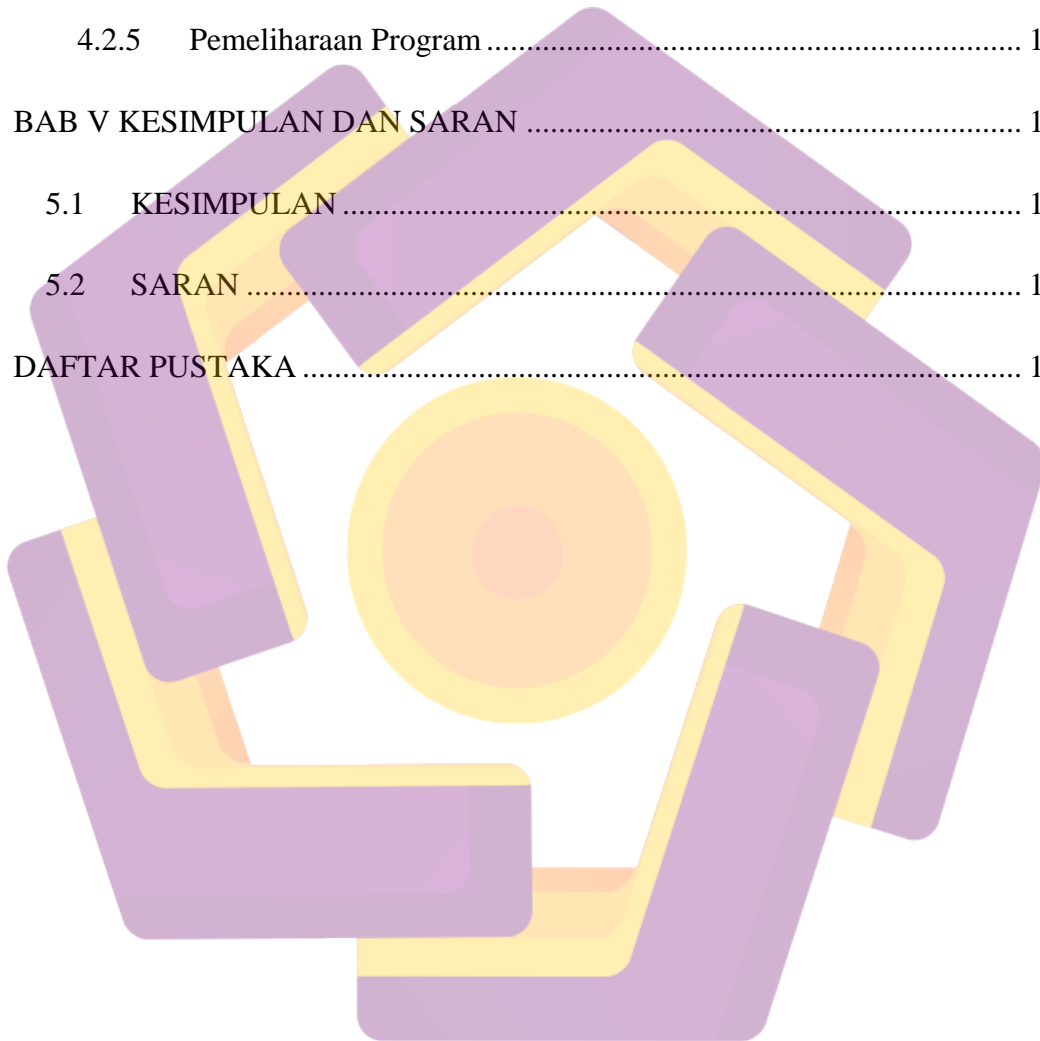 4.2.5 Pemeliharaan Program ........................................................................ 1
BAB V KESIMPULAN DAN SARAN .................................................................. 1
5.1 KESIMPULAN .......................................................................................... 1
5.2 SARAN ....................................................................................................... 1
DAFTAR PUSTAKA ................................................................................................ 1